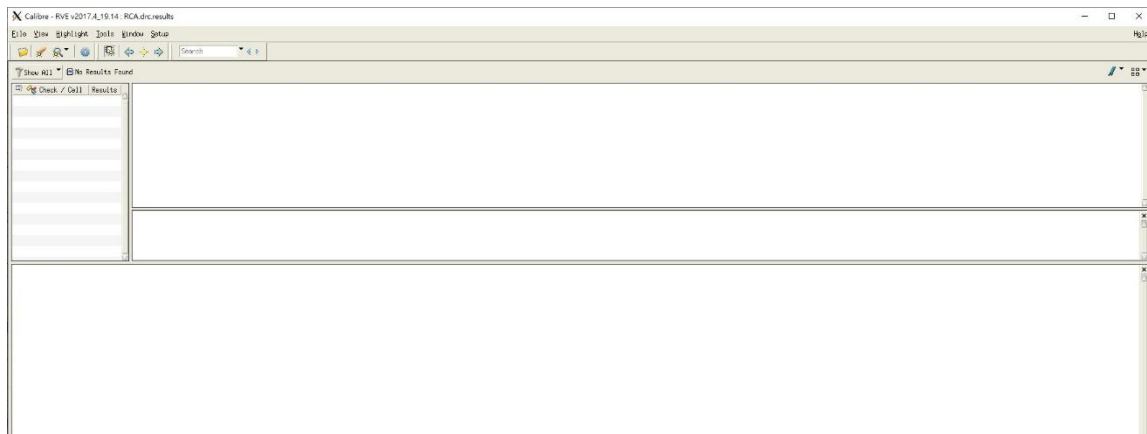 Calibre - RVE v2017.4_19.14 : RCA.drc.results
File View Highlight Tools Window Setup Help
Search
Show All No Results Found
Check / Cell Results